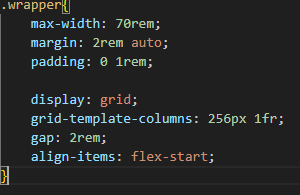 .wrapper{
    max-width: 70rem;
    margin: 2rem auto;
    padding: 0 1rem;

    display: grid;
    grid-template-columns: 256px 1fr;
    gap: 2rem;
    align-items: flex-start;
}